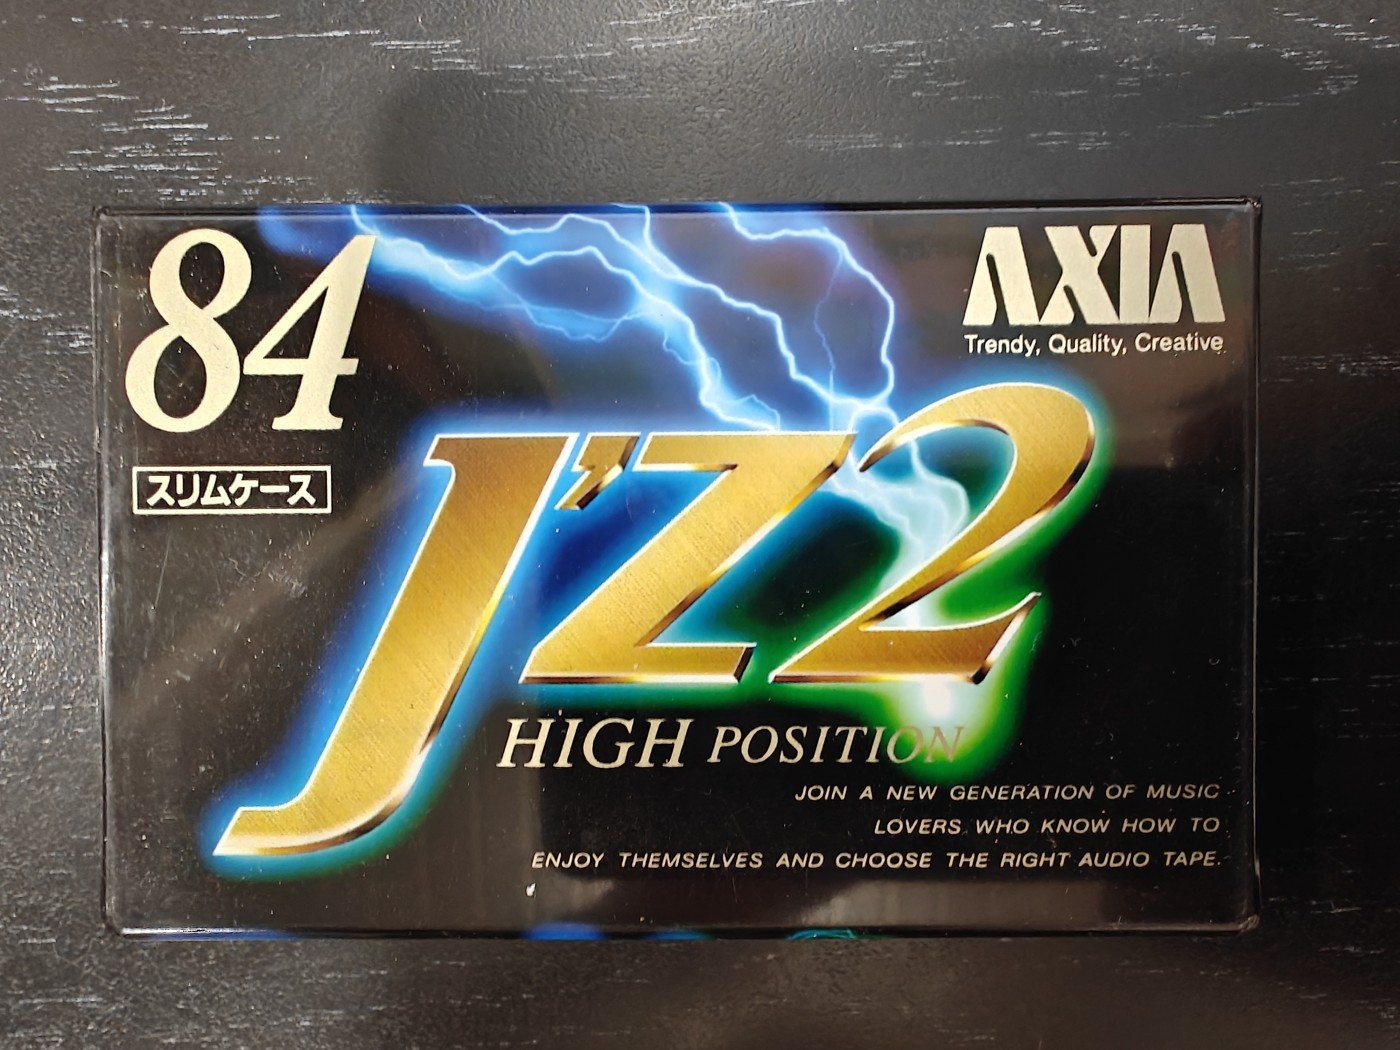 84
AXIA
Trendy, Quality, Creative
スリムケース
J'Z2
HIGH POSITION
JOIN A NEW GENERATION OF MUSIC
LOVERS WHO KNOW HOW TO
ENJOY THEMSELVES AND CHOOSE THE RIGHT AUDIO TAPE.